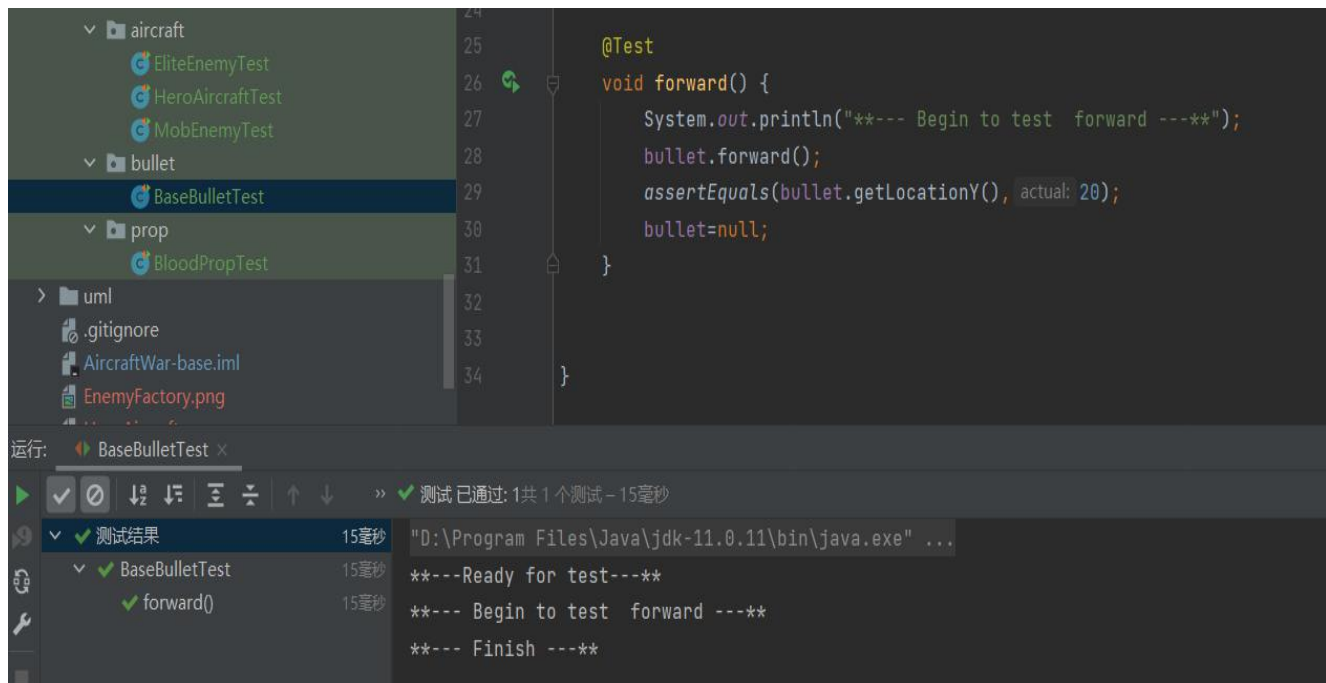 aircraft
EliteEnemyTest
HeroAircraftTest
MobEnemyTest
bullet
BaseBulletTest
prop
BloodPropTest
uml
.gitignore
AircraftWar-base.iml
EnemyFactory.png
24
25 @Test
26 void forward() {
27 System.out.println("**--- Begin to test  forward ---**");
28 bullet.forward();
29 assertEquals(bullet.getLocationY(), actual: 20);
30 bullet=null;
31 }
32
33
34 }
运行: BaseBulletTest ×
» 测试 已通过: 1共 1 个测试 – 15毫秒
测试结果 15毫秒
BaseBulletTest 15毫秒
forward() 15毫秒
"D:\Program Files\Java\jdk-11.0.11\bin\java.exe" ...
**---Ready for test---**
**--- Begin to test  forward ---**
**--- Finish ---**